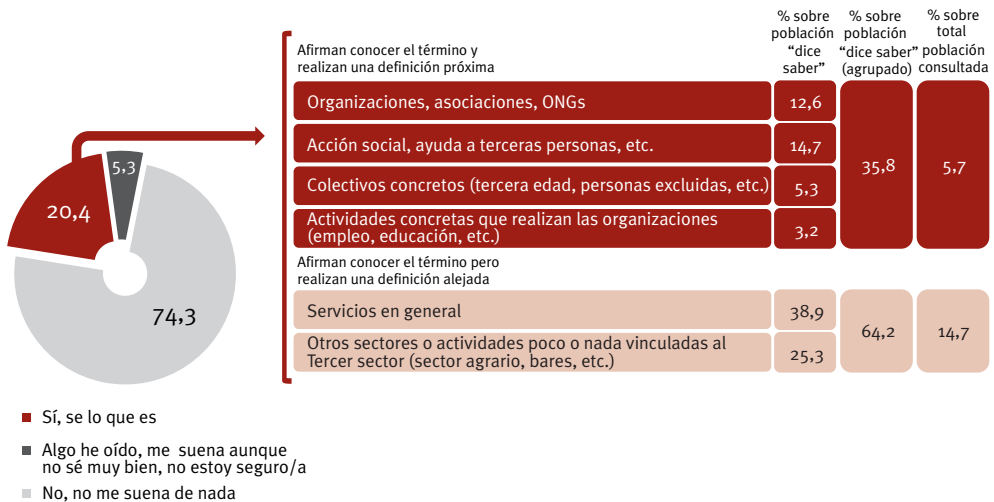 % sobre
población
“dice
saber”
% sobre
población
“dice saber”
(agrupado)
% sobre
total
población
consultada
Afirman conocer el término y
realizan una definición próxima
Organizaciones, asociaciones, ONGs
12,6
Acción social, ayuda a terceras personas, etc.
14,7
Colectivos concretos (tercera edad, personas excluidas, etc.)
5,3
Actividades concretas que realizan las organizaciones
(empleo, educación, etc.)
3,2
35,8
5,7
Afirman conocer el término pero
realizan una definición alejada
Servicios en general
38,9
Otros sectores o actividades poco o nada vinculadas al
Tercer sector (sector agrario, bares, etc.)
25,3
64,2
14,7
5,3
20,4
74,3
Sí, se lo que es
Algo he oído, me suena aunque
no sé muy bien, no estoy seguro/a
No, no me suena de nada